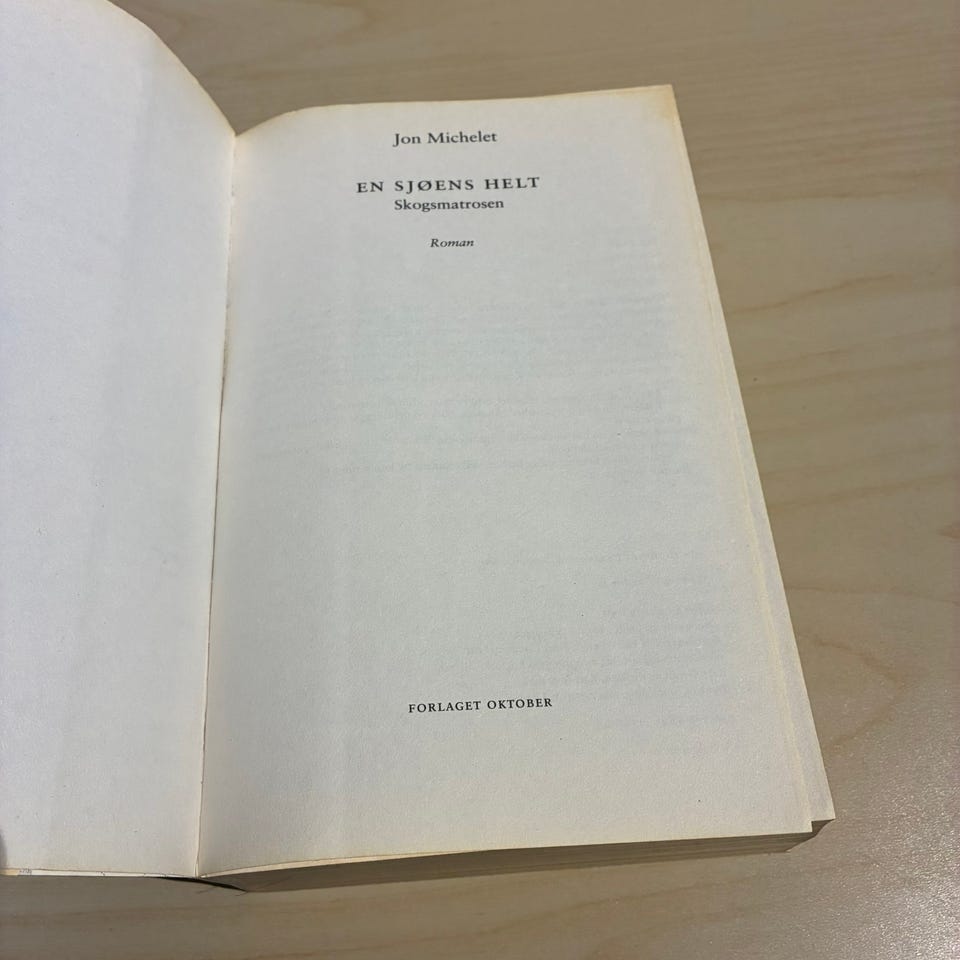 Jon Michelet
EN SJØENS HELT
Skogsmatrosen
Roman
FORLAGET OKTOBER